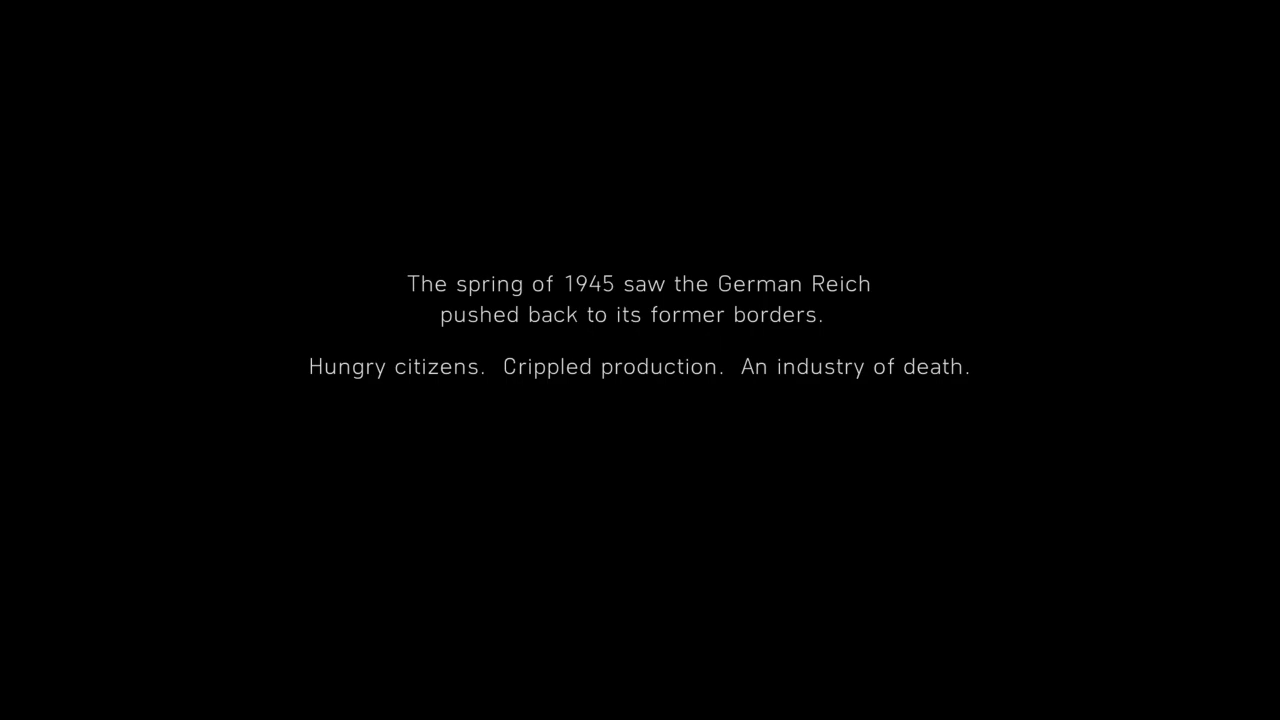 The spring of 1945 saw the German Reich
pushed back to its former borders.
Hungry citizens.  Crippled production.  An industry of death.